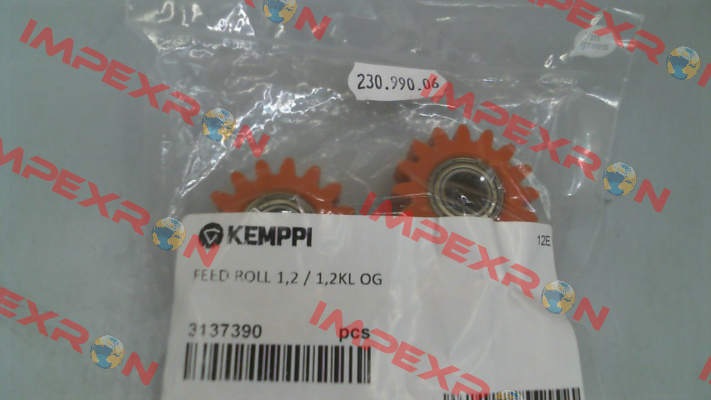 IMPEXRON
230.990.06
KEMPPI
12E
FEED ROLL 1,2 / 1,2KL OG
3137390 pcs